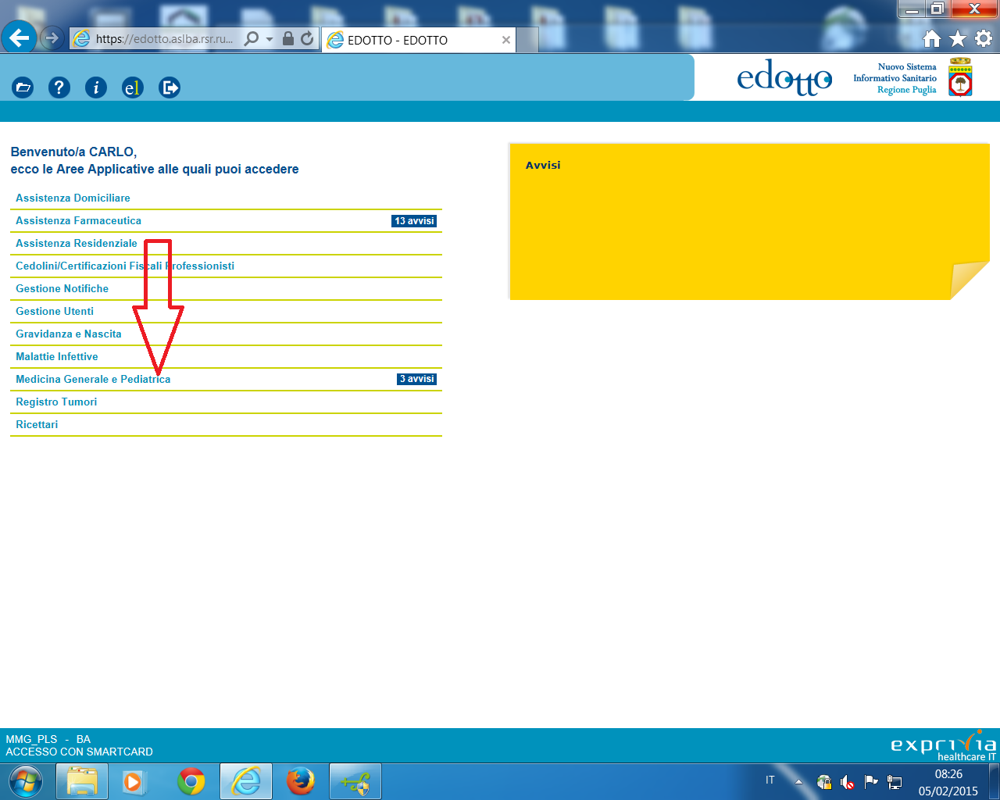 https://edotto.aslba.rsr.ru...
EDOTTO - EDOTTO
?
i
el
edotto
Nuovo Sistema
Informativo Sanitario
Regione Puglia
Benvenuto/a CARLO,
ecco le Aree Applicative alle quali puoi accedere
Assistenza Domiciliare
Assistenza Farmaceutica 13 avvisi
Assistenza Residenziale
Cedolini/Certificazioni Fiscali Professionisti
Gestione Notifiche
Gestione Utenti
Gravidanza e Nascita
Malattie Infettive
Medicina Generale e Pediatrica 3 avvisi
Registro Tumori
Ricettari
Avvisi
MMG_PLS - BA
ACCESSO CON SMARTCARD
exprivia
healthcare IT
IT
08:26
05/02/2015